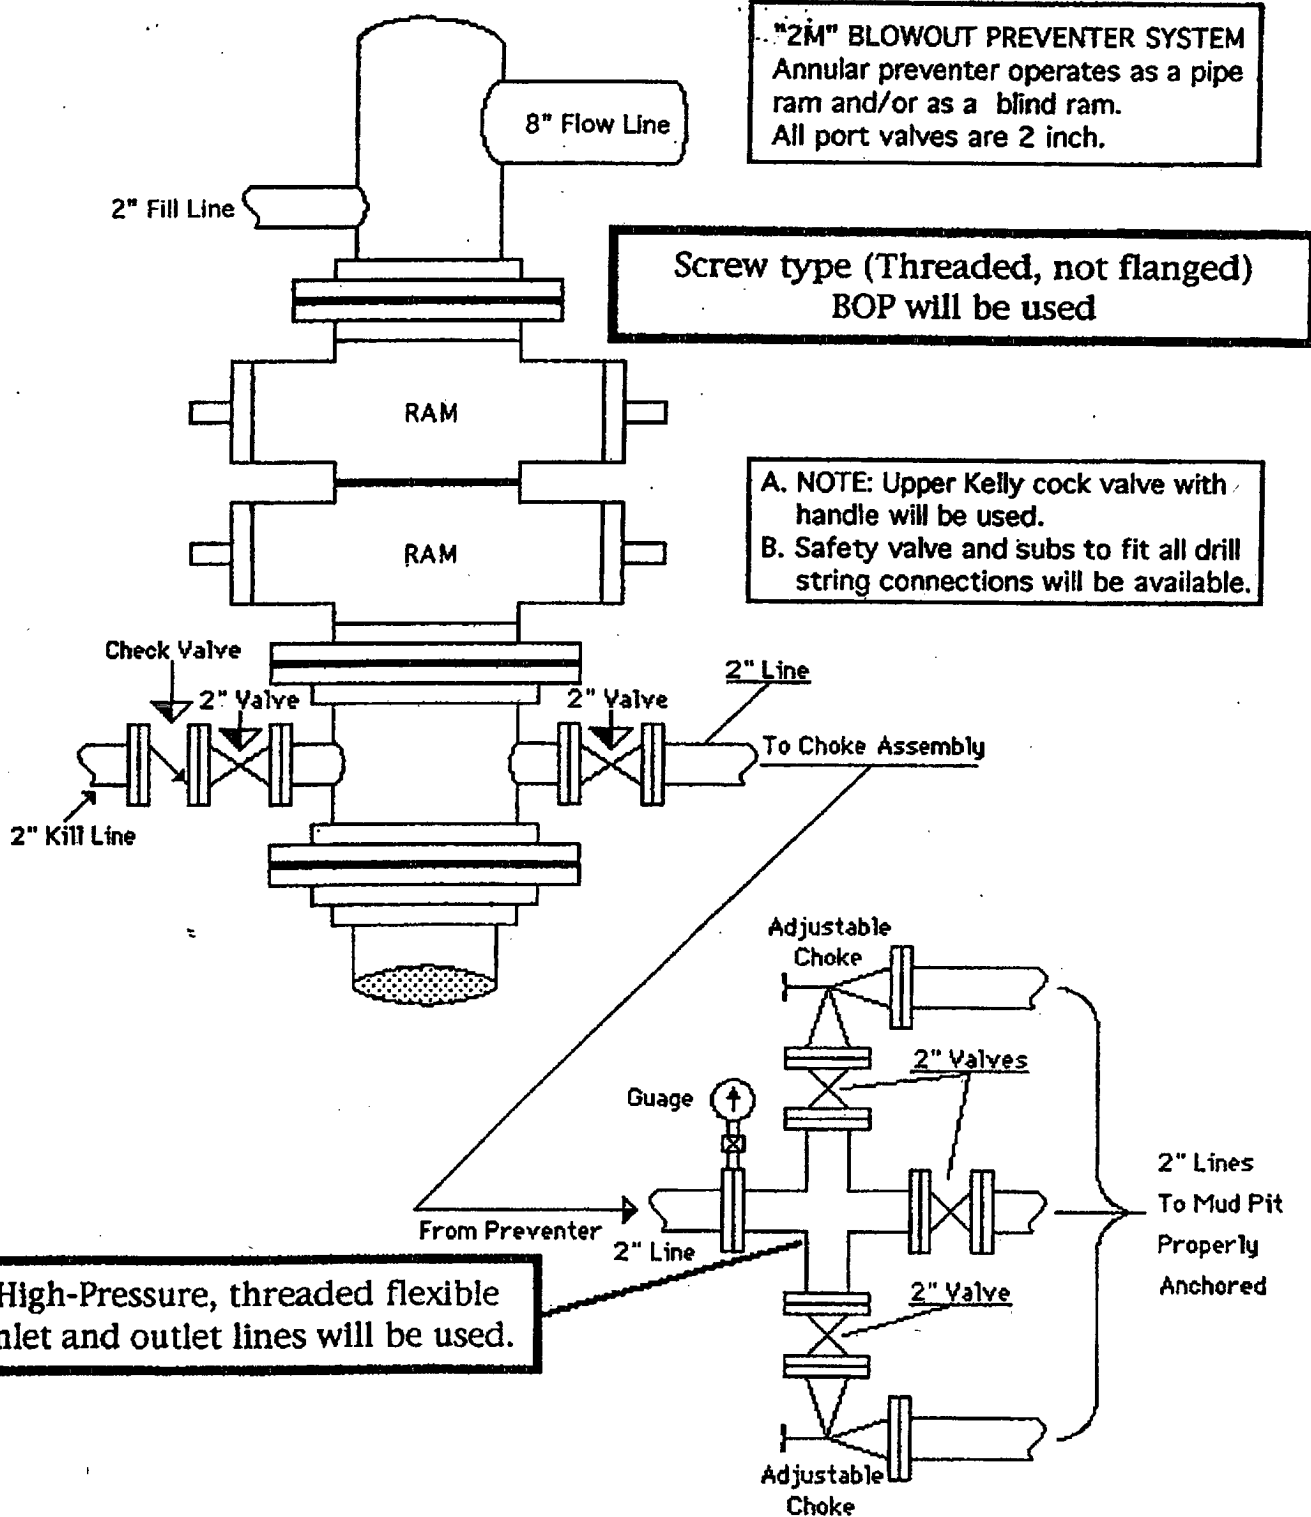 "2M" BLOWOUT PREVENTER SYSTEM
Annular preventer operates as a pipe
ram and/or as a blind ram.
All port valves are 2 inch.
8" Flow Line
2" Fill Line
Screw type (Threaded, not flanged)
BOP will be used
RAM
A. NOTE: Upper Kelly cock valve with
handle will be used.
B. Safety valve and subs to fit all drill
string connections will be available.
RAM
Check Valve
2" Valve
2" Valve
2" Line
To Choke Assembly
2" Kill Line
Adjustable
Choke
2" Valves
Guage
2" Lines
To Mud Pit
Properly
Anchored
From Preventer
2" Line
High-Pressure, threaded flexible
nlet and outlet lines will be used.
2" Valve
Adjustable
Choke